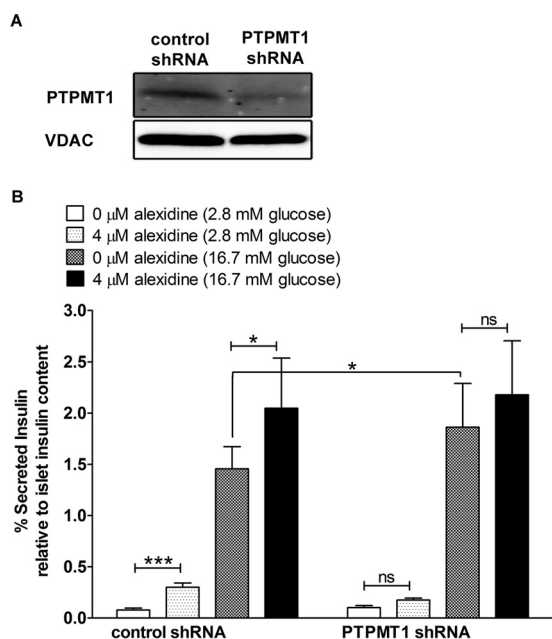 A
control shRNA
PTPMT1 shRNA
PTPMT1
VDAC
B
0 µM alexidine (2.8 mM glucose)
4 µM alexidine (2.8 mM glucose)
0 µM alexidine (16.7 mM glucose)
4 µM alexidine (16.7 mM glucose)
% Secreted Insulin
relative to islet insulin content
3.0
2.5
2.0
1.5
1.0
0.5
0.0
***
*
*
ns
ns
control shRNA
PTPMT1 shRNA